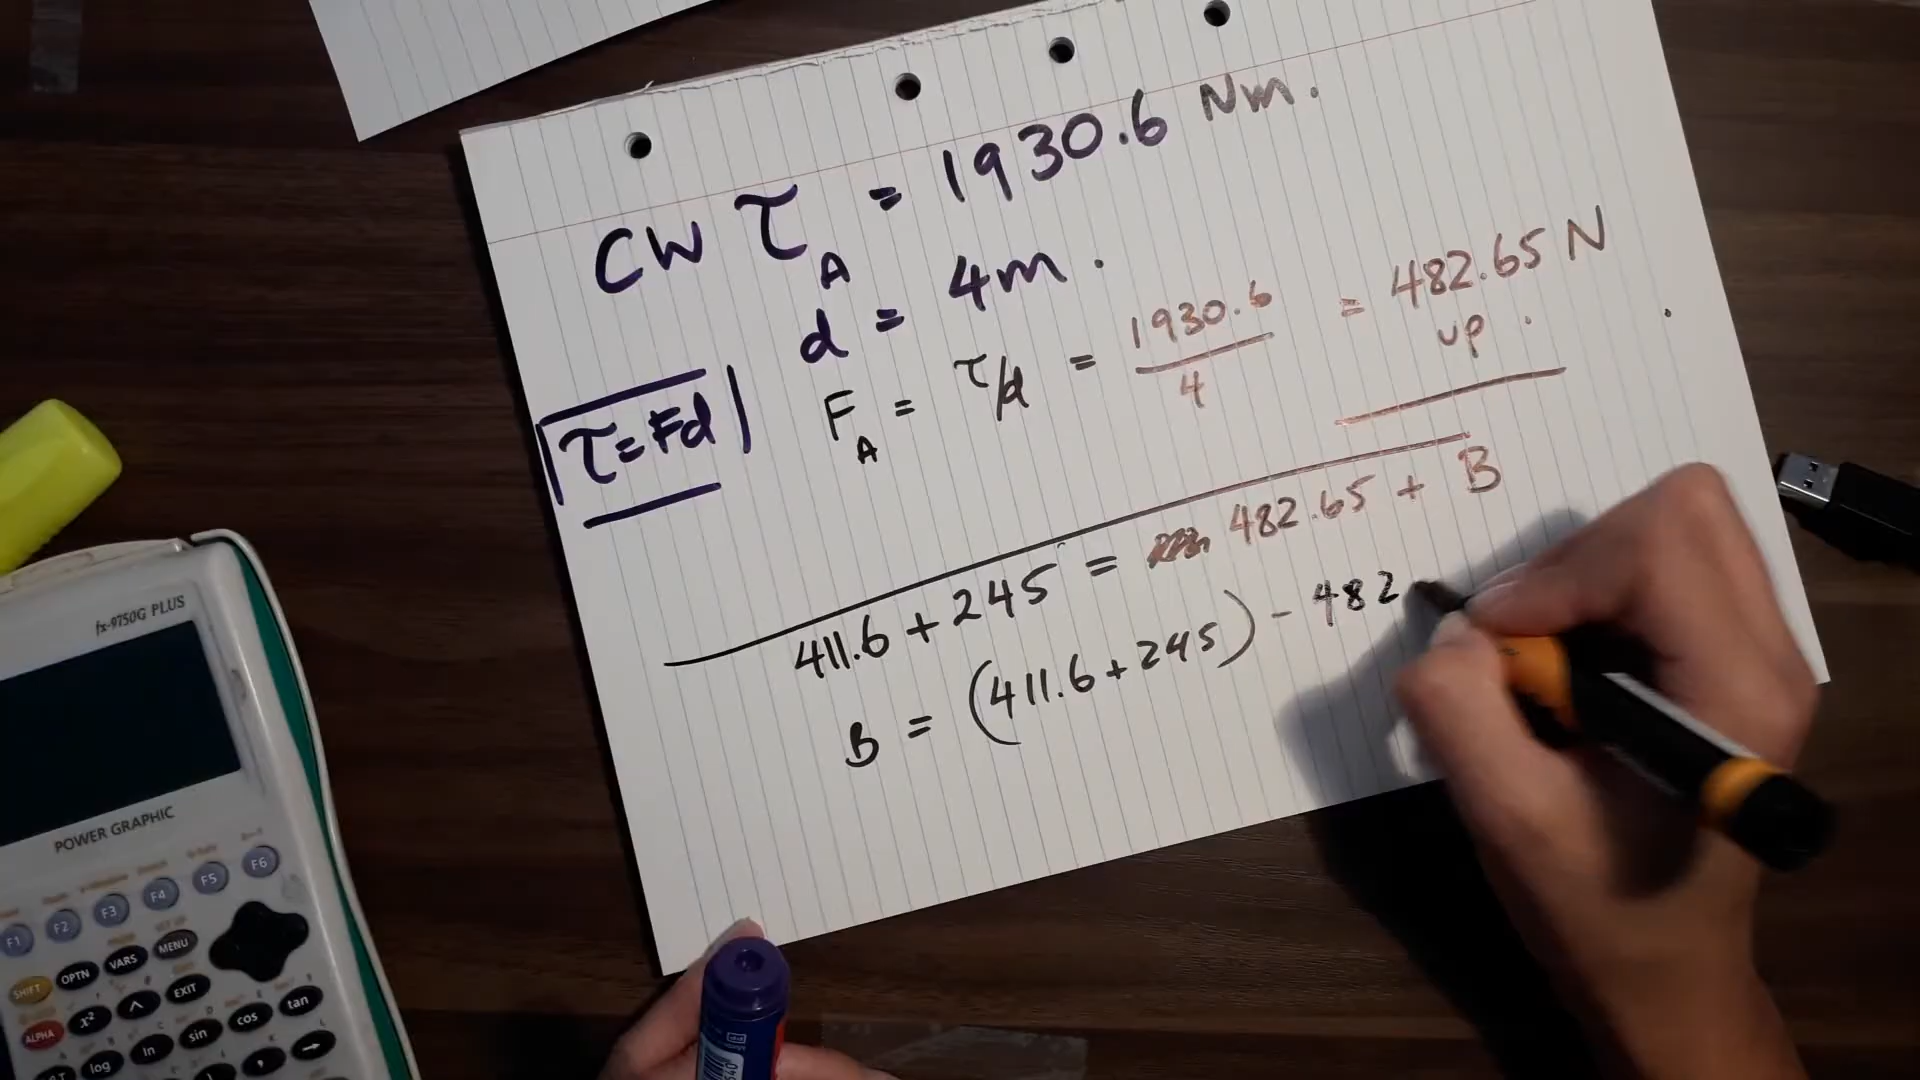 CW τ_A = 1930.6 Nm.
d = 4m.
τ=Fd
F_A = τ/d = 1930.6/4 = 482.65 N
up.
411.6 + 245 = 482.65 + B
B = (411.6+245) - 482
fx-9750G PLUS
POWER GRAPHIC
F1 F2 F3 F4 F5 F6
SHIFT OPTN VARS MENU
ALPHA x² ^ EXIT
log ln sin cos tan